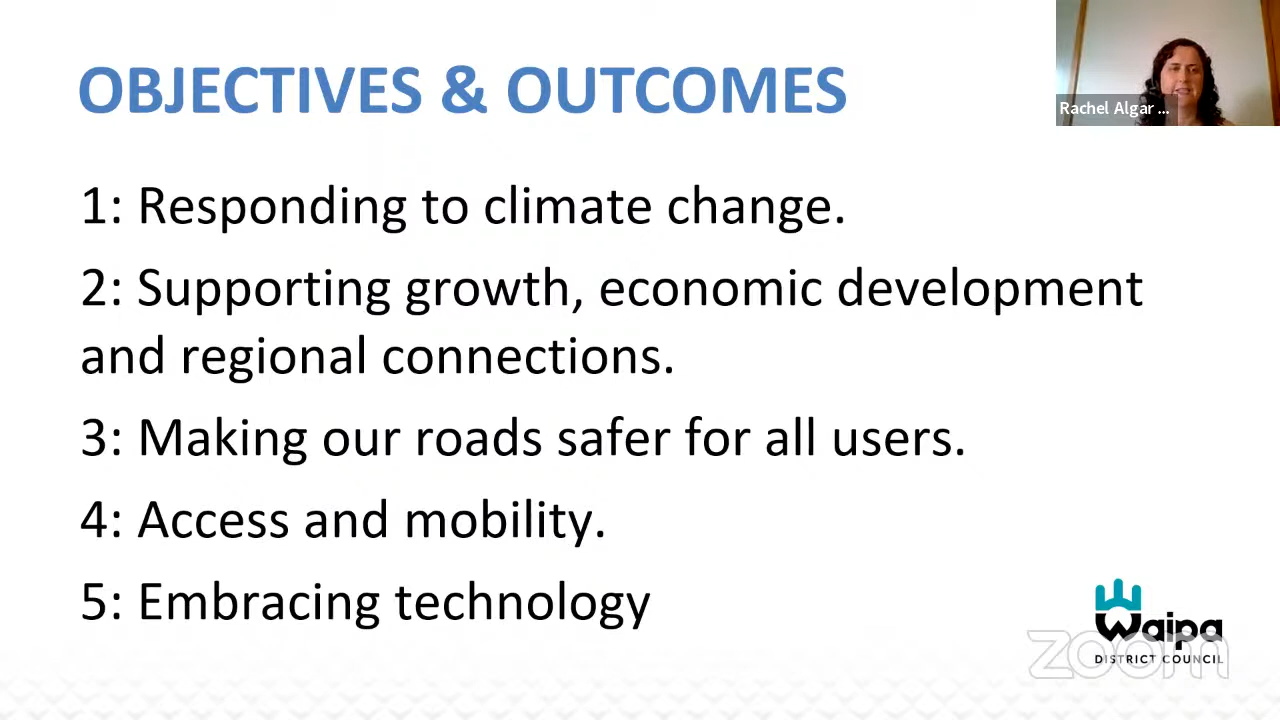 OBJECTIVES & OUTCOMES
Rachel Algar ...
1: Responding to climate change.
2: Supporting growth, economic development
and regional connections.
3: Making our roads safer for all users.
4: Access and mobility.
5: Embracing technology
Waipa
DISTRICT COUNCIL
zoom